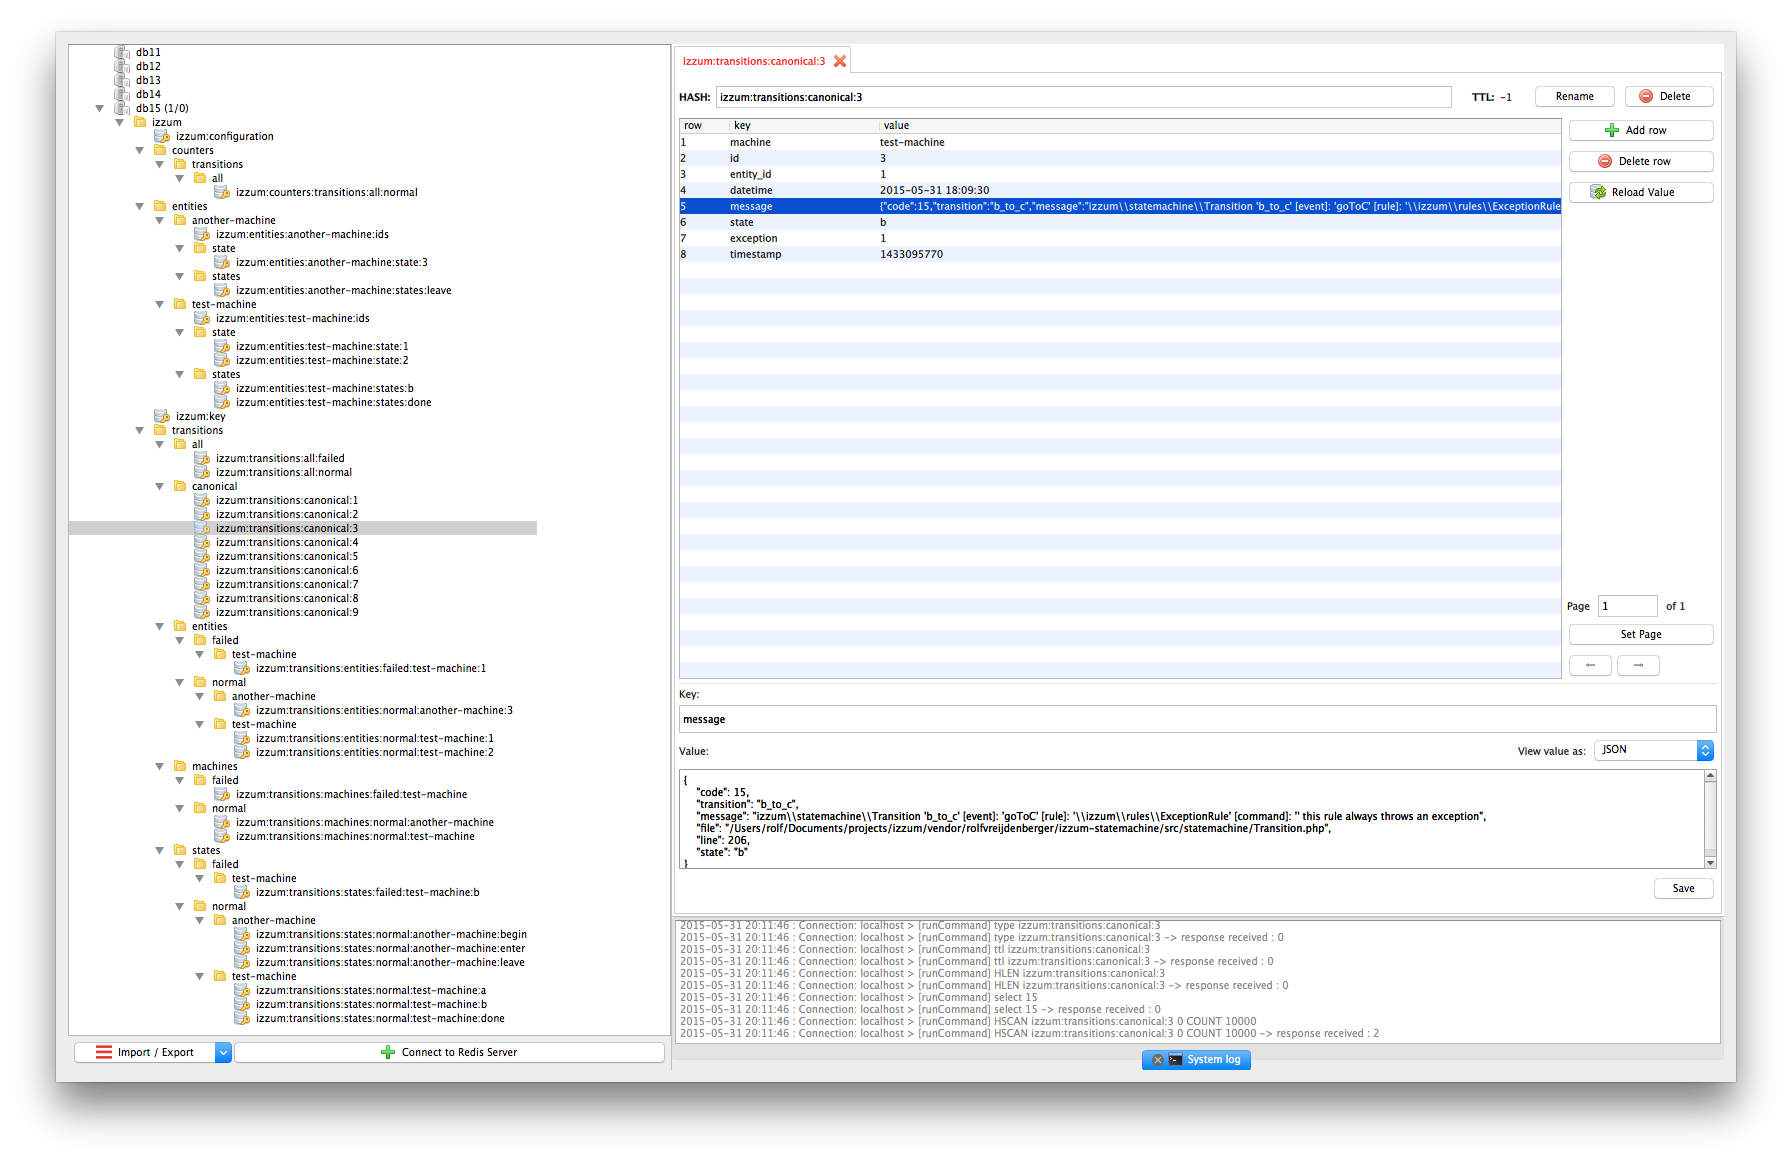 db11
db12
db13
db14
db15 (1/0)
izzum
izzum:configuration
counters
transitions
all
izzum:counters:transitions:all:normal
entities
another-machine
izzum:entities:another-machine:ids
state
izzum:entities:another-machine:state:3
states
izzum:entities:another-machine:states:leave
test-machine
izzum:entities:test-machine:ids
state
izzum:entities:test-machine:state:1
izzum:entities:test-machine:state:2
states
izzum:entities:test-machine:states:b
izzum:entities:test-machine:states:done
izzum:key
transitions
all
izzum:transitions:all:failed
izzum:transitions:all:normal
canonical
izzum:transitions:canonical:1
izzum:transitions:canonical:2
izzum:transitions:canonical:3
izzum:transitions:canonical:4
izzum:transitions:canonical:5
izzum:transitions:canonical:6
izzum:transitions:canonical:7
izzum:transitions:canonical:8
izzum:transitions:canonical:9
entities
failed
test-machine
izzum:transitions:entities:failed:test-machine:1
normal
another-machine
izzum:transitions:entities:normal:another-machine:3
test-machine
izzum:transitions:entities:normal:test-machine:1
izzum:transitions:entities:normal:test-machine:2
machines
failed
izzum:transitions:machines:failed:test-machine
normal
izzum:transitions:machines:normal:another-machine
izzum:transitions:machines:normal:test-machine
states
failed
test-machine
izzum:transitions:states:failed:test-machine:b
normal
another-machine
izzum:transitions:states:normal:another-machine:begin
izzum:transitions:states:normal:another-machine:enter
izzum:transitions:states:normal:another-machine:leave
test-machine
izzum:transitions:states:normal:test-machine:a
izzum:transitions:states:normal:test-machine:b
izzum:transitions:states:normal:test-machine:done
Import / Export
Connect to Redis Server
izzum:transitions:canonical:3
HASH: izzum:transitions:canonical:3 TTL: -1 Rename Delete
row key value
1 machine test-machine
2 id 3
3 entity_id 1
4 datetime 2015-05-31 18:09:30
5 message {"code":15,"transition":"b_to_c","message":"izzum\\statemachine\\Transition 'b_to_c' [event]: 'goToC' [rule]: '\\izzum\\rules\\ExceptionRule
6 state b
7 exception 1
8 timestamp 1433095770
Add row
Delete row
Reload Value
Page 1 of 1
Set Page
← →
Key:
message
Value: View value as: JSON
{
"code": 15,
"transition": "b_to_c",
"message": "izzum\\statemachine\\Transition 'b_to_c' [event]: 'goToC' [rule]: '\\izzum\\rules\\ExceptionRule' [command]: '' this rule always throws an exception",
"file": "/Users/rolf/Documents/projects/izzum/vendor/rolfvreijdenberger/izzum-statemachine/src/statemachine/Transition.php",
"line": 206,
"state": "b"
}
Save
2015-05-31 20:11:46 : Connection: localhost > [runCommand] type izzum:transitions:canonical:3
2015-05-31 20:11:46 : Connection: localhost > [runCommand] type izzum:transitions:canonical:3 -> response received : 0
2015-05-31 20:11:46 : Connection: localhost > [runCommand] ttl izzum:transitions:canonical:3
2015-05-31 20:11:46 : Connection: localhost > [runCommand] ttl izzum:transitions:canonical:3 -> response received : 0
2015-05-31 20:11:46 : Connection: localhost > [runCommand] HLEN izzum:transitions:canonical:3
2015-05-31 20:11:46 : Connection: localhost > [runCommand] HLEN izzum:transitions:canonical:3 -> response received : 0
2015-05-31 20:11:46 : Connection: localhost > [runCommand] select 15
2015-05-31 20:11:46 : Connection: localhost > [runCommand] select 15 -> response received : 0
2015-05-31 20:11:46 : Connection: localhost > [runCommand] HSCAN izzum:transitions:canonical:3 0 COUNT 10000
2015-05-31 20:11:46 : Connection: localhost > [runCommand] HSCAN izzum:transitions:canonical:3 0 COUNT 10000 -> response received : 2
System log